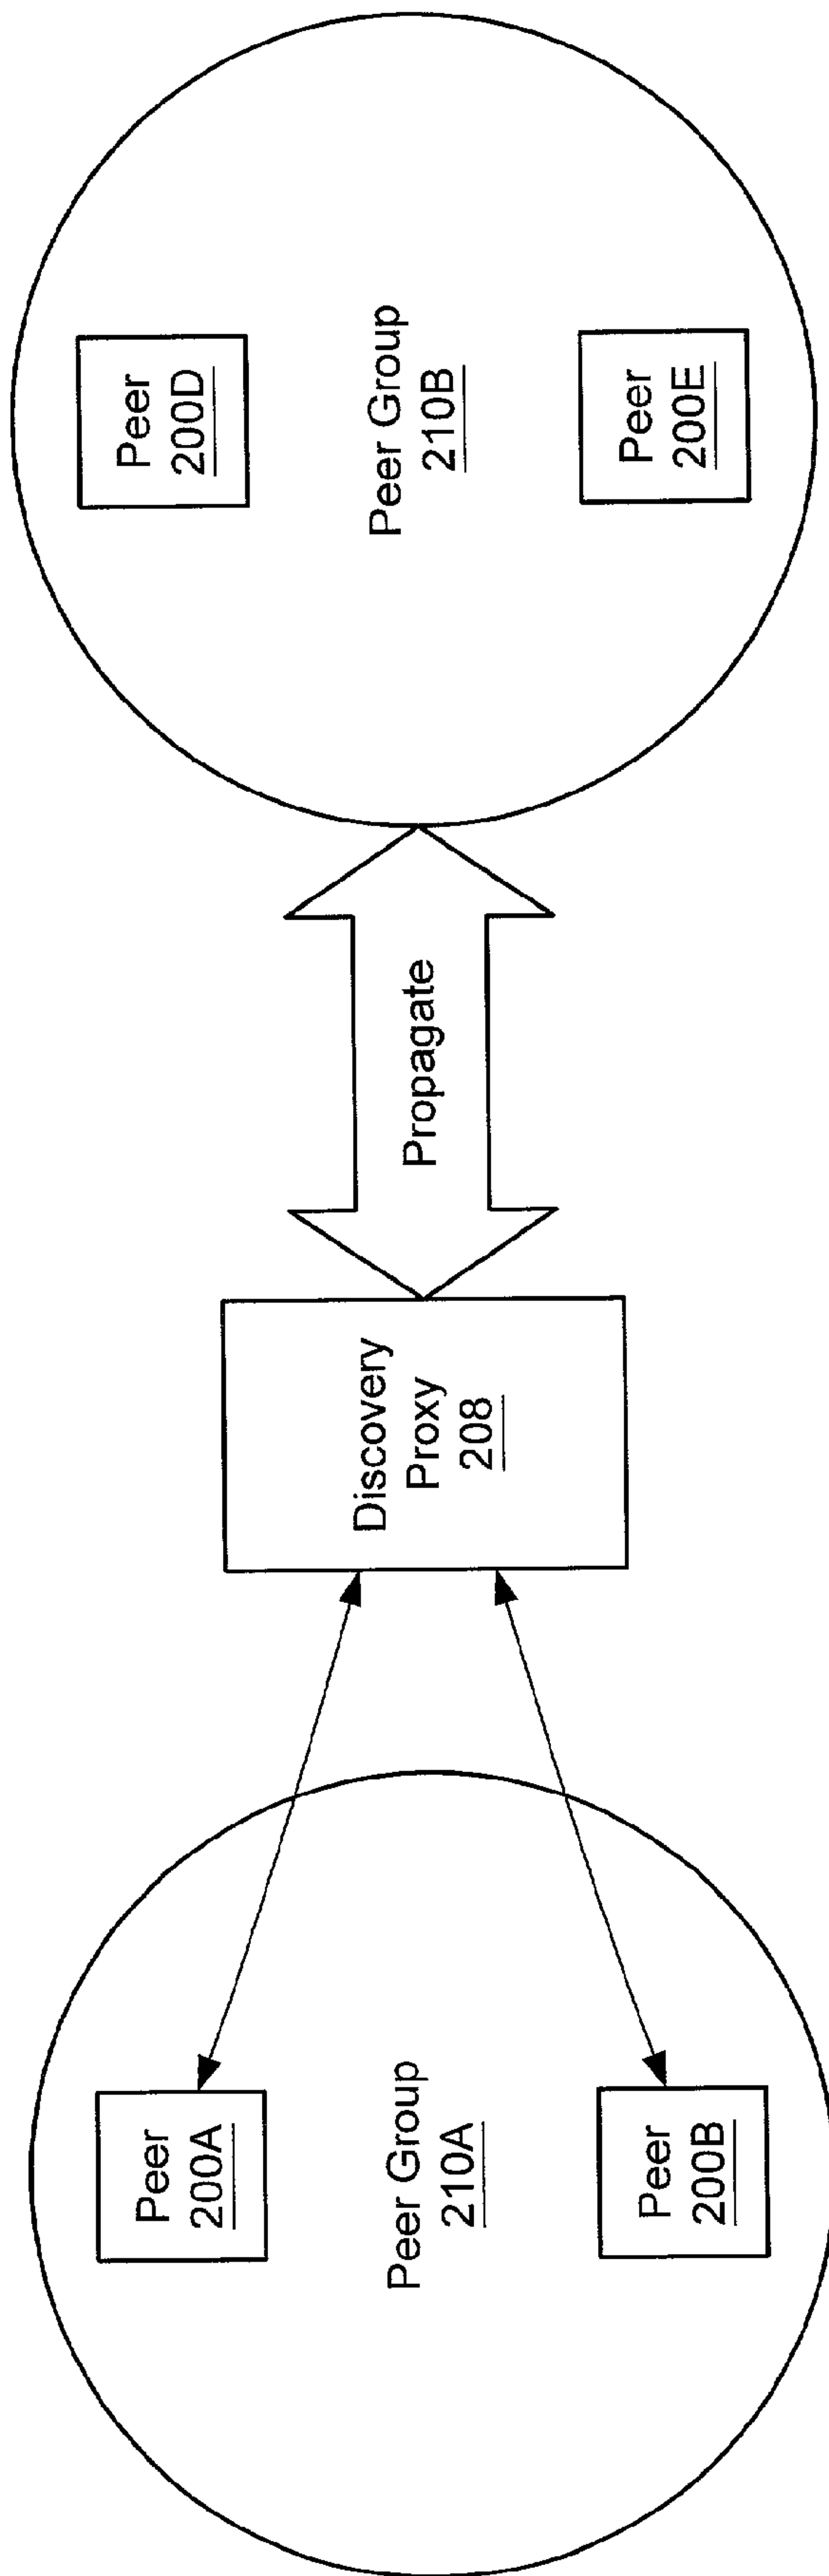 Peer
200A
Peer Group
210A
Peer
200B
Discovery
Proxy
208
Propagate
Peer
200D
Peer Group
210B
Peer
200E